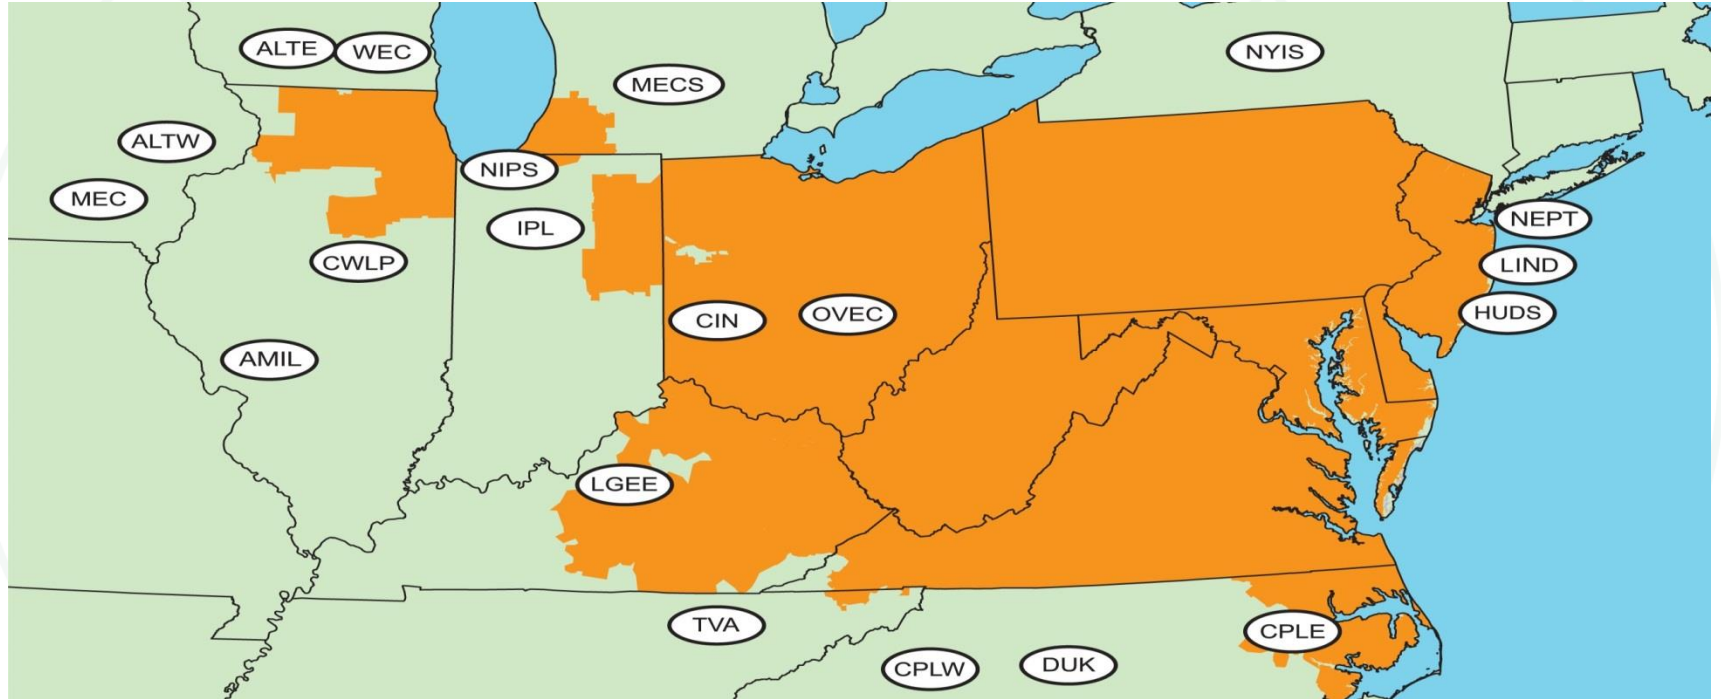 ALTE
WEC
NYIS
MECS
ALTW
NIPS
MEC
IPL
NEPT
CWLP
LIND
CIN
OVEC
HUDS
AMIL
LGEE
TVA
CPLE
CPLW
DUK